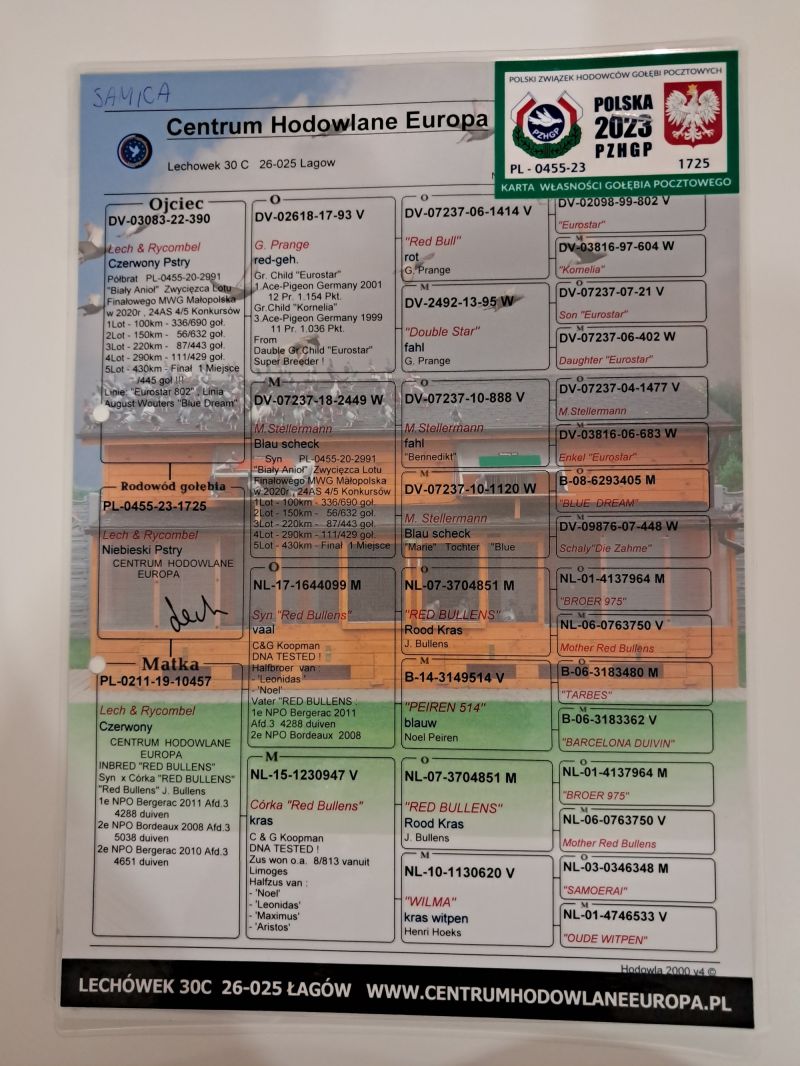 SAMICA
Centrum Hodowlane Europa
Lechowek 30 C 26-025 Lagow
POLSKI ZWIĄZEK HODOWCÓW GOŁĘBI POCZTOWYCH
PZHGP
POLSKA
2023
PZHGP
PL - 0455-23
1725
KARTA WŁASNOŚCI GOŁĘBIA POCZTOWEGO
Ojciec
DV-03083-22-390
Lech & Rycombel
Czerwony Pstry
Półbrat PL-0455-20-2991
"Biały Anioł" Zwycięzca Lotu
Finałowego MWG Małopolska
w 2020r , 24AS 4/5 Konkursów
1Lot - 100km - 336/690 goł.
2Lot - 150km - 56/632 goł.
3Lot - 220km - 87/443 goł.
4Lot - 290km - 111/429 goł.
5Lot - 430km - Finał 1 Miejsce
/445 goł !!!
Linie: "Eurostar 802" , Linia
August Wouters "Blue Dream"
Rodowód gołębia
PL-0455-23-1725
Lech & Rycombel
Niebieski Pstry
CENTRUM HODOWLANE
EUROPA
Lech
Matka
PL-0211-19-10457
Lech & Rycombel
Czerwony
CENTRUM HODOWLANE
EUROPA
INBRED "RED BULLENS"
Syn x Córka "RED BULLENS"
"Red Bullens" J. Bullens
1e NPO Bergerac 2011 Afd.3
4288 duiven
2e NPO Bordeaux 2008 Afd.3
5038 duiven
2e NPO Bergerac 2010 Afd.3
4651 duiven
O
DV-02618-17-93 V
G. Prange
red-geh.
Gr. Child "Eurostar"
1.Ace-Pigeon Germany 2001
12 Pr. 1.154 Pkt.
Gr.Child "Kornelia"
3.Ace-Pigeon Germany 1999
11 Pr. 1.036 Pkt.
From
Dauble Gr.Child "Eurostar"
Super Breeder !
M
DV-07237-18-2449 W
M.Stellermann
Blau scheck
Syn PL-0455-20-2991
"Biały Anioł" Zwycięzca Lotu
Finałowego MWG Małopolska
w 2020r , 24AS 4/5 Konkursów
1Lot - 100km - 336/690 goł.
2Lot - 150km - 56/632 goł.
3Lot - 220km - 87/443 goł.
4Lot - 290km - 111/429 goł.
5Lot - 430km - Finał 1 Miejsce
O
NL-17-1644099 M
Syn "Red Bullens"
vaal
C&G Koopman
DNA TESTED !
Halfbroer van :
- 'Leonidas '
- 'Noel'
Vater "RED BULLENS :
1e NPO Bergerac 2011
Afd.3 4288 duiven
2e NPO Bordeaux 2008
M
NL-15-1230947 V
Córka "Red Bullens"
kras
C & G Koopman
DNA TESTED !
Zus won o.a. 8/813 vanuit
Limoges
Halfzus van :
- 'Noel'
- 'Leonidas'
- 'Maximus'
- 'Aristos'
O
DV-07237-06-1414 V
"Red Bull"
rot
G. Prange
M
DV-2492-13-95 W
"Double Star"
fahl
G. Prange
O
DV-07237-10-888 V
M.Stellermann
fahl
"Bennedikt"
M
DV-07237-10-1120 W
M. Stellermann
Blau scheck
"Marie" Tochter "Blue
O
NL-07-3704851 M
"RED BULLENS"
Rood Kras
J. Bullens
M
B-14-3149514 V
"PEIREN 514"
blauw
Noel Peiren
O
NL-07-3704851 M
"RED BULLENS"
Rood Kras
J. Bullens
M
NL-10-1130620 V
"WILMA"
kras witpen
Henri Hoeks
DV-02098-99-802 V
"Eurostar"
M
DV-03816-97-604 W
"Kornelia"
O
DV-07237-07-21 V
Son "Eurostar"
M
DV-07237-06-402 W
Daughter "Eurostar"
O
DV-07237-04-1477 V
M.Stellermann
M
DV-03816-06-683 W
Enkel "Eurostar"
O
B-08-6293405 M
"BLUE DREAM"
M
DV-09876-07-448 W
Schaly"Die Zahme"
O
NL-01-4137964 M
"BROER 975"
M
NL-06-0763750 V
Mother Red Bullens
O
B-06-3183480 M
"TARBES"
M
B-06-3183362 V
"BARCELONA DUIVIN"
O
NL-01-4137964 M
"BROER 975"
M
NL-06-0763750 V
Mother Red Bullens
O
NL-03-0346348 M
"SAMOERAI"
M
NL-01-4746533 V
"OUDE WITPEN"
Hodowla 2000 v4 ©
LECHÓWEK 30C 26-025 ŁAGÓW WWW.CENTRUMHODOWLANEEUROPA.PL